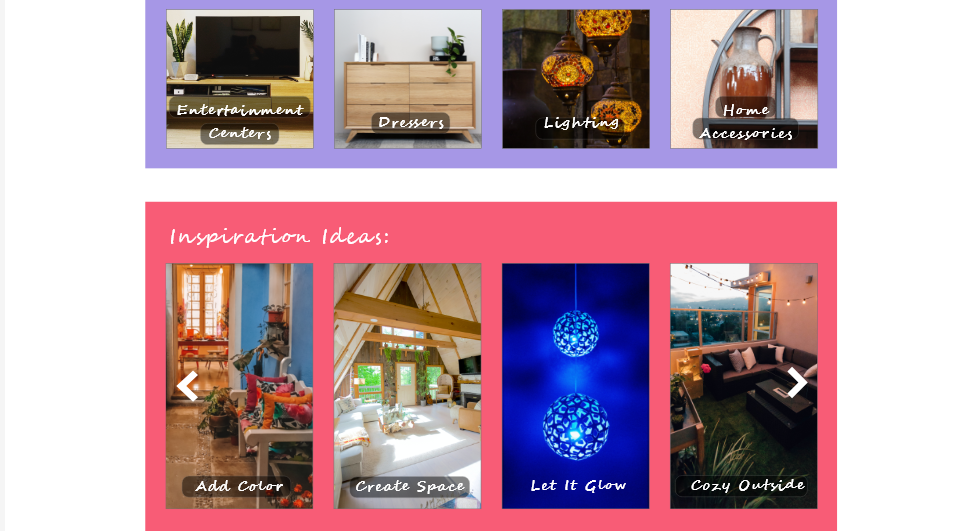 Entertainment
Centers
Dressers
Lighting
Home
Accessories
Inspiration Ideas:
Add Color
Create Space
Let It Glow
Cozy Outside